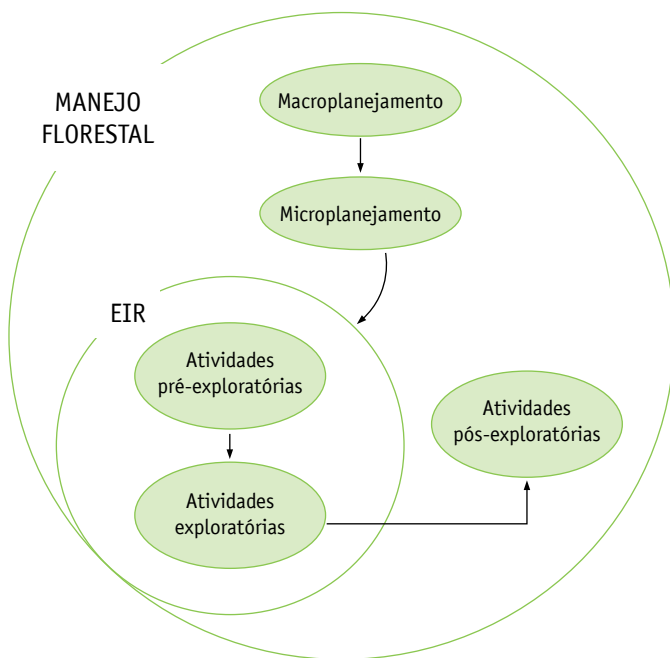 MANEJO
FLORESTAL
Macroplanejamento
Microplanejamento
EIR
Atividades
pré-exploratórias
Atividades
exploratórias
Atividades
pós-exploratórias